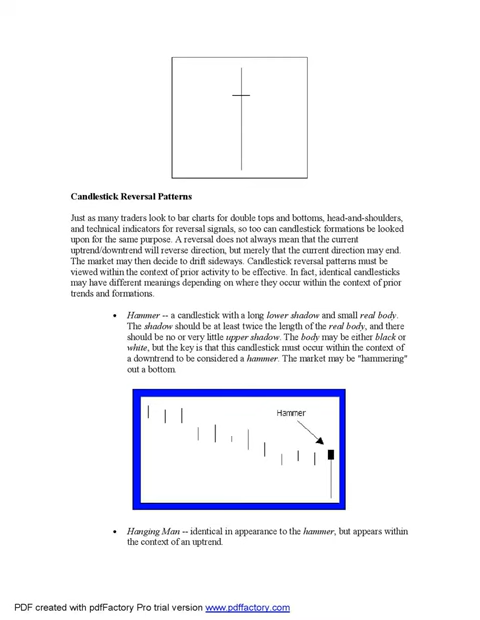 Candlestick Reversal Patterns
Just as many traders look to bar charts for double tops and bottoms, head-and-shoulders,
and technical indicators for reversal signals, so too can candlestick formations be looked
upon for the same purpose. A reversal does not always mean that the current
uptrend/downtrend will reverse direction, but merely that the current direction may end.
The market may then decide to drift sideways. Candlestick reversal patterns must be
viewed within the context of prior activity to be effective. In fact, identical candlesticks
may have different meanings depending on where they occur within the context of prior
trends and formations.
• Hammer -- a candlestick with a long lower shadow and small real body.
The shadow should be at least twice the length of the real body, and there
should be no or very little upper shadow. The body may be either black or
white, but the key is that this candlestick must occur within the context of
a downtrend to be considered a hammer. The market may be "hammering"
out a bottom.
Hammer
• Hanging Man -- identical in appearance to the hammer, but appears within
the context of an uptrend.
PDF created with pdfFactory Pro trial version www.pdffactory.com